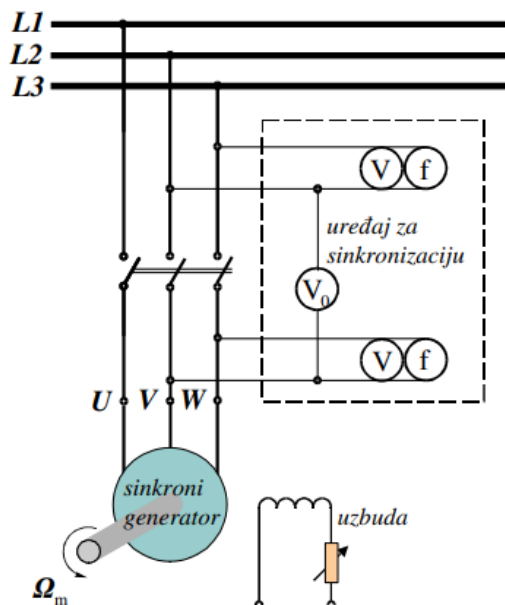 L1
L2
L3
V f
uređaj za
sinkronizaciju
V0
V f
U V W
sinkroni
generator
uzbuda
Ωm